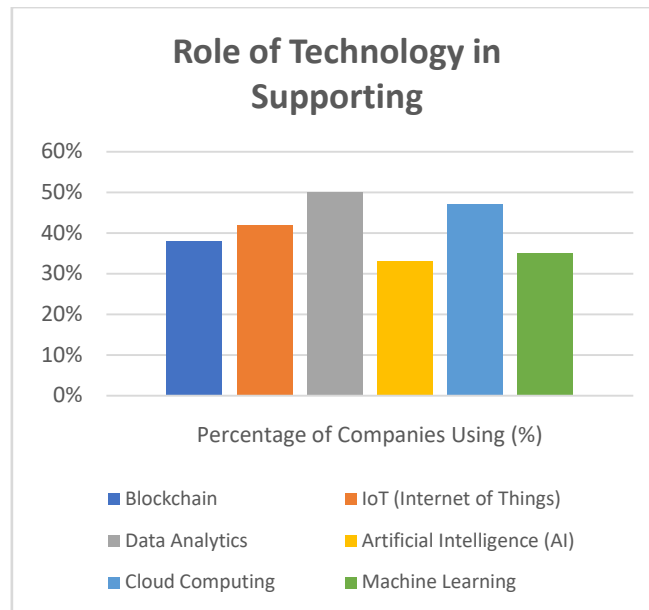 Role of Technology in
Supporting
60%
50%
40%
30%
20%
10%
0%
Percentage of Companies Using (%)
Blockchain
IoT (Internet of Things)
Data Analytics
Artificial Intelligence (AI)
Cloud Computing
Machine Learning